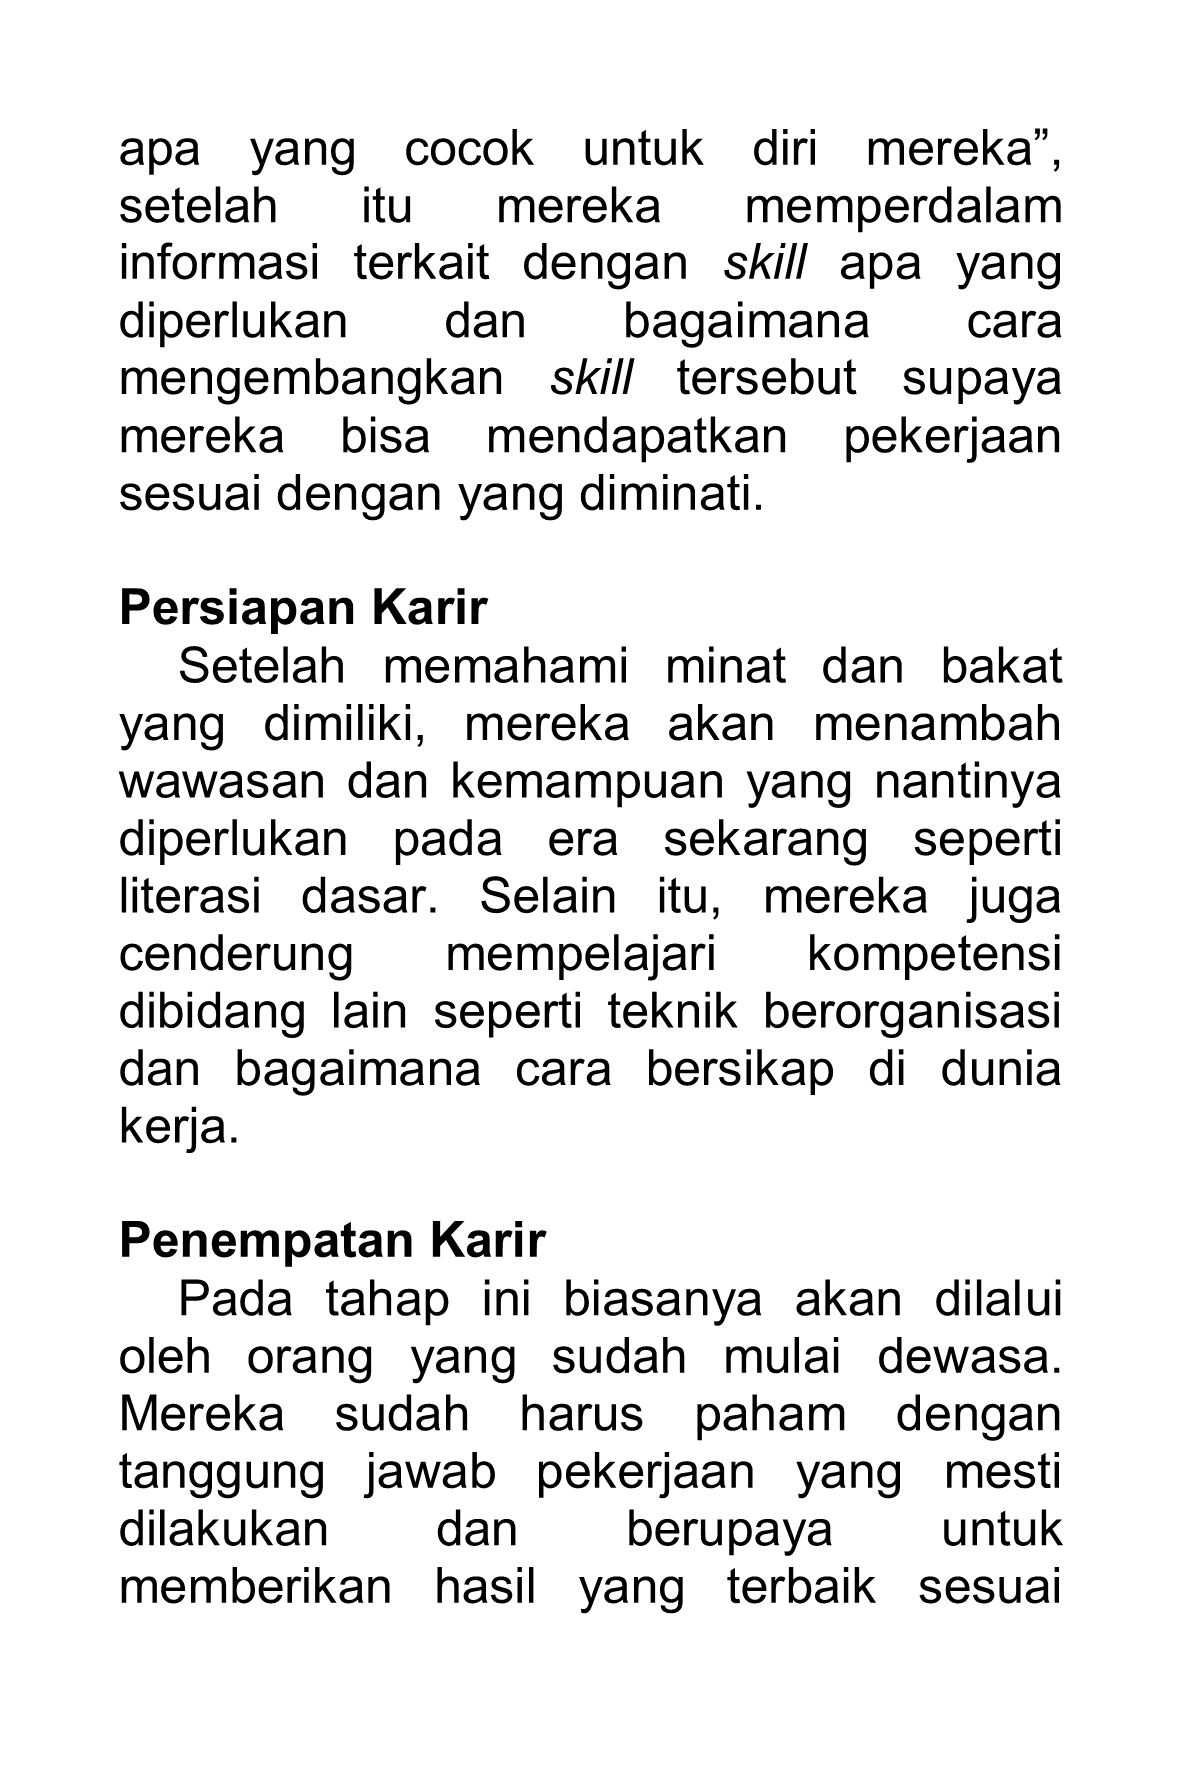 apa yang cocok untuk diri mereka”,
setelah itu mereka memperdalam
informasi terkait dengan skill apa yang
diperlukan dan bagaimana cara
mengembangkan skill tersebut supaya
mereka bisa mendapatkan pekerjaan
sesuai dengan yang diminati.
Persiapan Karir
Setelah memahami minat dan bakat
yang dimiliki, mereka akan menambah
wawasan dan kemampuan yang nantinya
diperlukan pada era sekarang seperti
literasi dasar. Selain itu, mereka juga
cenderung mempelajari kompetensi
dibidang lain seperti teknik berorganisasi
dan bagaimana cara bersikap di dunia
kerja.
Penempatan Karir
Pada tahap ini biasanya akan dilalui
oleh orang yang sudah mulai dewasa.
Mereka sudah harus paham dengan
tanggung jawab pekerjaan yang mesti
dilakukan dan berupaya untuk
memberikan hasil yang terbaik sesuai